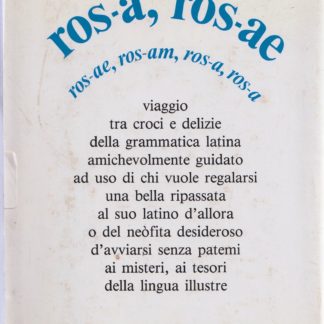 ros-a, ros-ae
ros-ae, ros-am, ros-a, ros-a
viaggio
tra croci e delizie
della grammatica latina
amichevolmente guidato
ad uso di chi vuole regalarsi
una bella ripassata
al suo latino d'allora
o del neòfita desideroso
d'avviarsi senza patemi
ai misteri, ai tesori
della lingua illustre